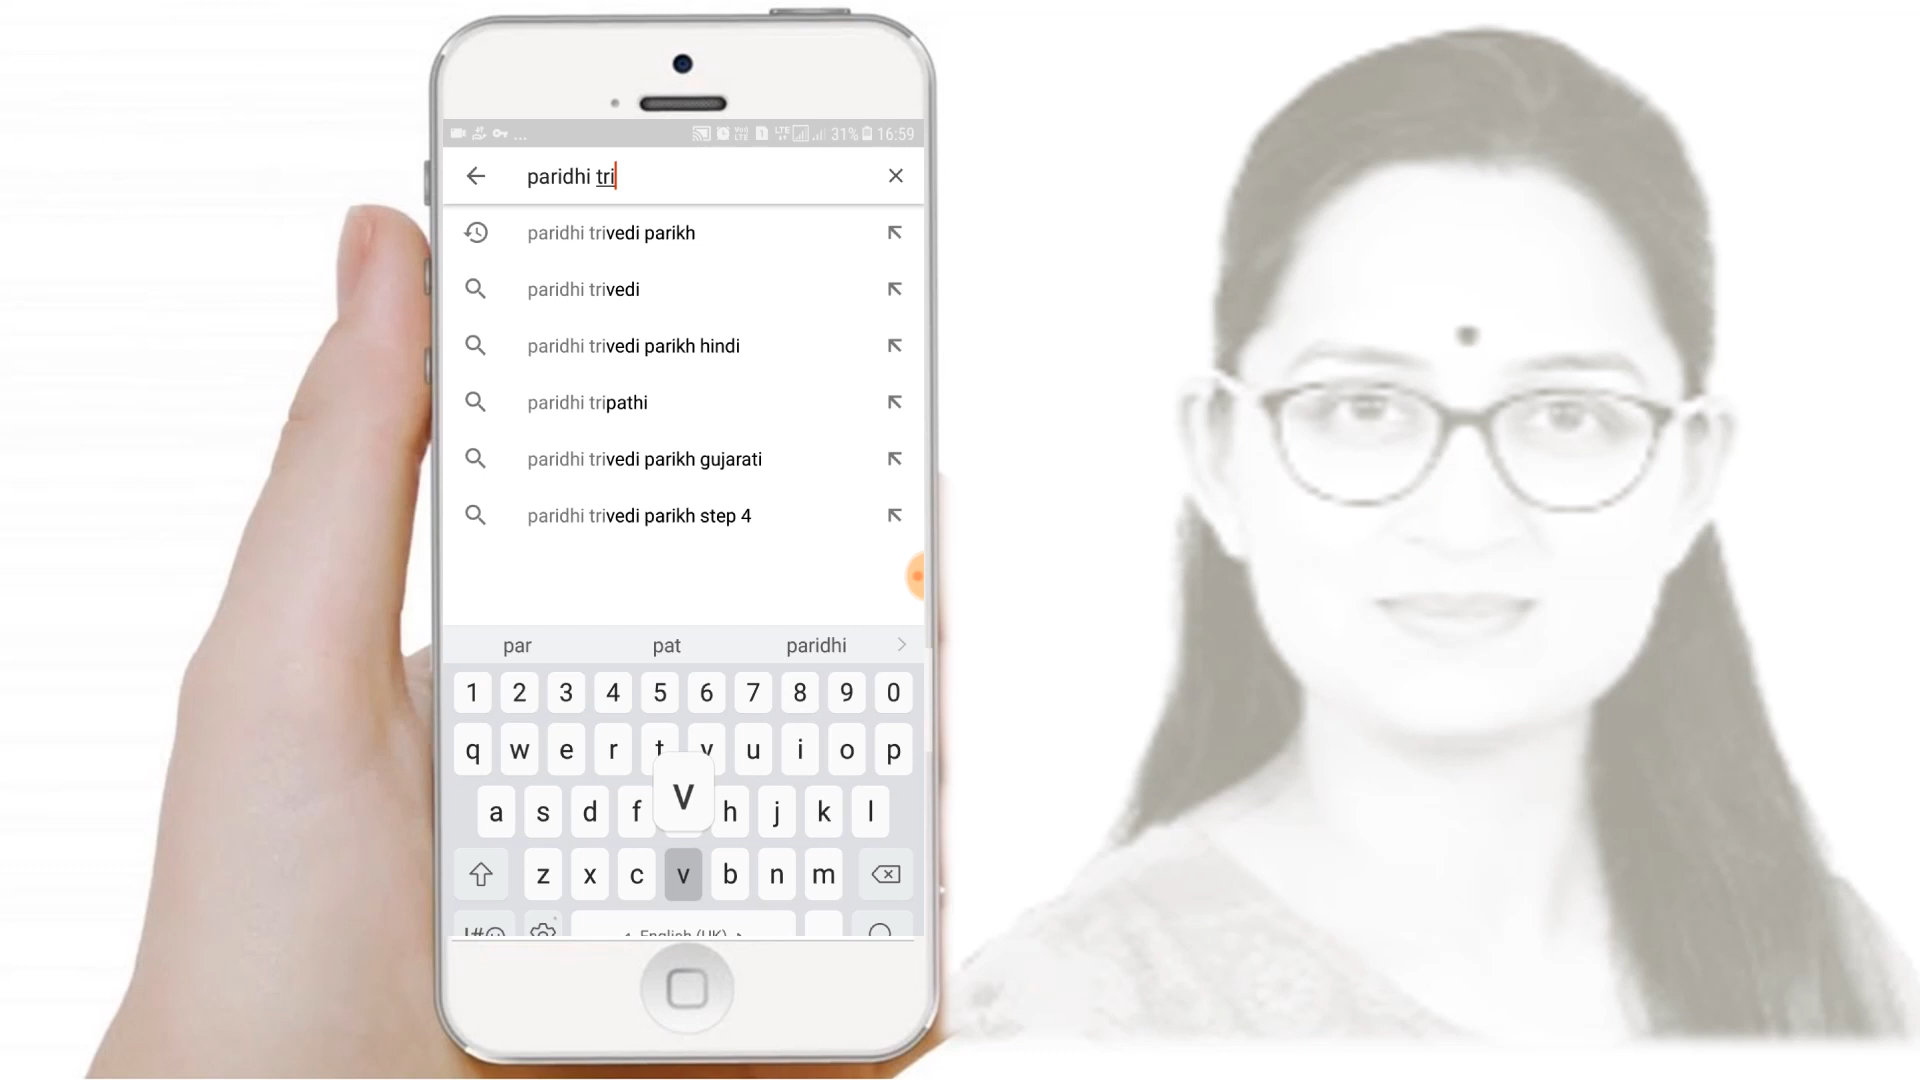 31% 16:59
paridhi tri
paridhi trivedi parikh
paridhi trivedi
paridhi trivedi parikh hindi
paridhi tripathi
paridhi trivedi parikh gujarati
paridhi trivedi parikh step 4
par pat paridhi
1 2 3 4 5 6 7 8 9 0
q w e r t y u i o p
v
a s d f h j k l
z x c v b n m
!#☺ English (UK)